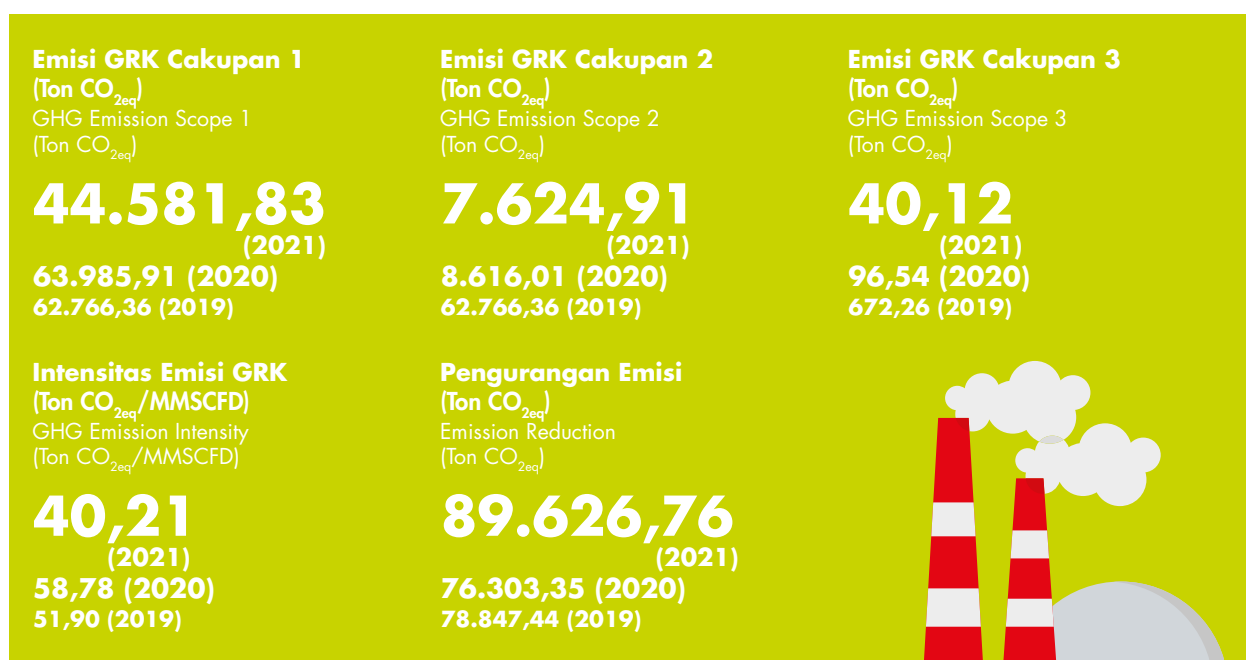 Emisi GRK Cakupan 1
(Ton CO2eq)
GHG Emission Scope 1
(Ton CO2eq)
44.581,83
(2021)
63.985,91 (2020)
62.766,36 (2019)
Emisi GRK Cakupan 2
(Ton CO2eq)
GHG Emission Scope 2
(Ton CO2eq)
7.624,91
(2021)
8.616,01 (2020)
62.766,36 (2019)
Emisi GRK Cakupan 3
(Ton CO2eq)
GHG Emission Scope 3
(Ton CO2eq)
40,12
(2021)
96,54 (2020)
672,26 (2019)
Intensitas Emisi GRK
(Ton CO2eq/MMSCFD)
GHG Emission Intensity
(Ton CO2eq/MMSCFD)
40,21
(2021)
58,78 (2020)
51,90 (2019)
Pengurangan Emisi
(Ton CO2eq)
Emission Reduction
(Ton CO2eq)
89.626,76
(2021)
76.303,35 (2020)
78.847,44 (2019)